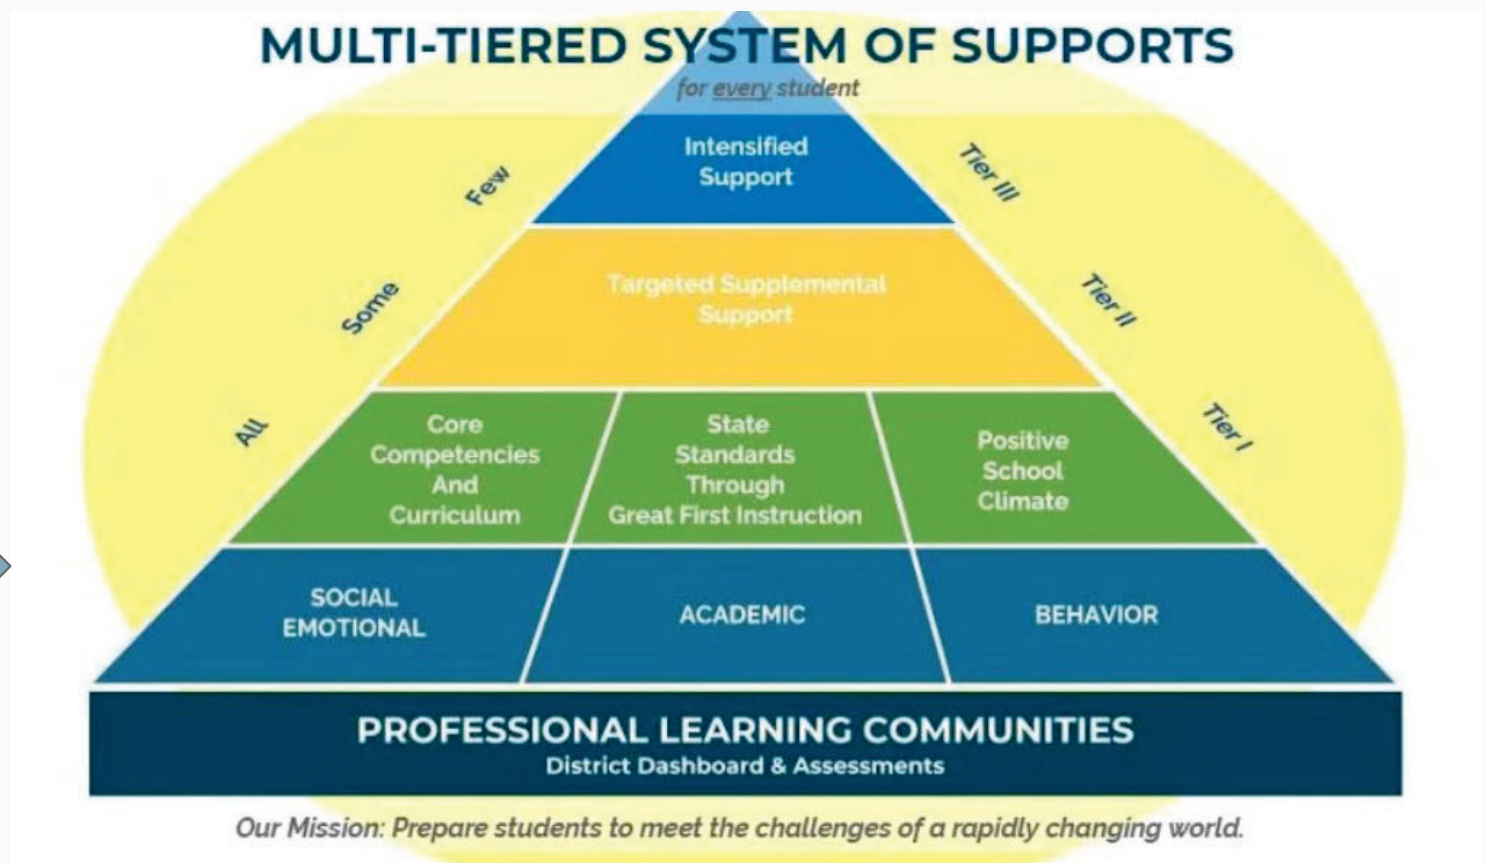 MULTI-TIERED SYSTEM OF SUPPORTS
for every student
Intensified
Support
Few
Tier III
Targeted Supplemental
Support
Some
Tier II
All
Tier I
Core
Competencies
And
Curriculum
State
Standards
Through
Great First Instruction
Positive
School
Climate
SOCIAL
EMOTIONAL
ACADEMIC
BEHAVIOR
PROFESSIONAL LEARNING COMMUNITIES
District Dashboard & Assessments
Our Mission: Prepare students to meet the challenges of a rapidly changing world.